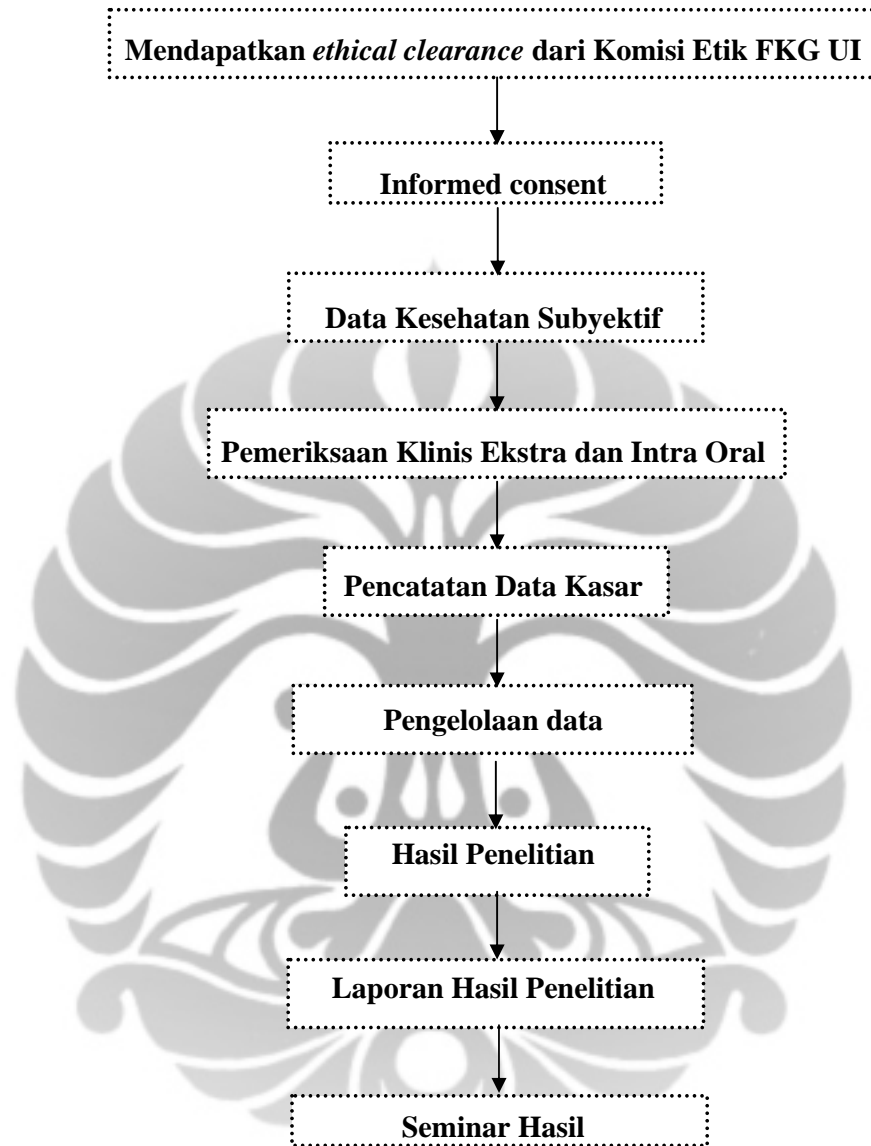 Mendapatkan ethical clearance dari Komisi Etik FKG UI
Informed consent
Data Kesehatan Subyektif
Pemeriksaan Klinis Ekstra dan Intra Oral
Pencatatan Data Kasar
Pengelolaan data
Hasil Penelitian
Laporan Hasil Penelitian
Seminar Hasil